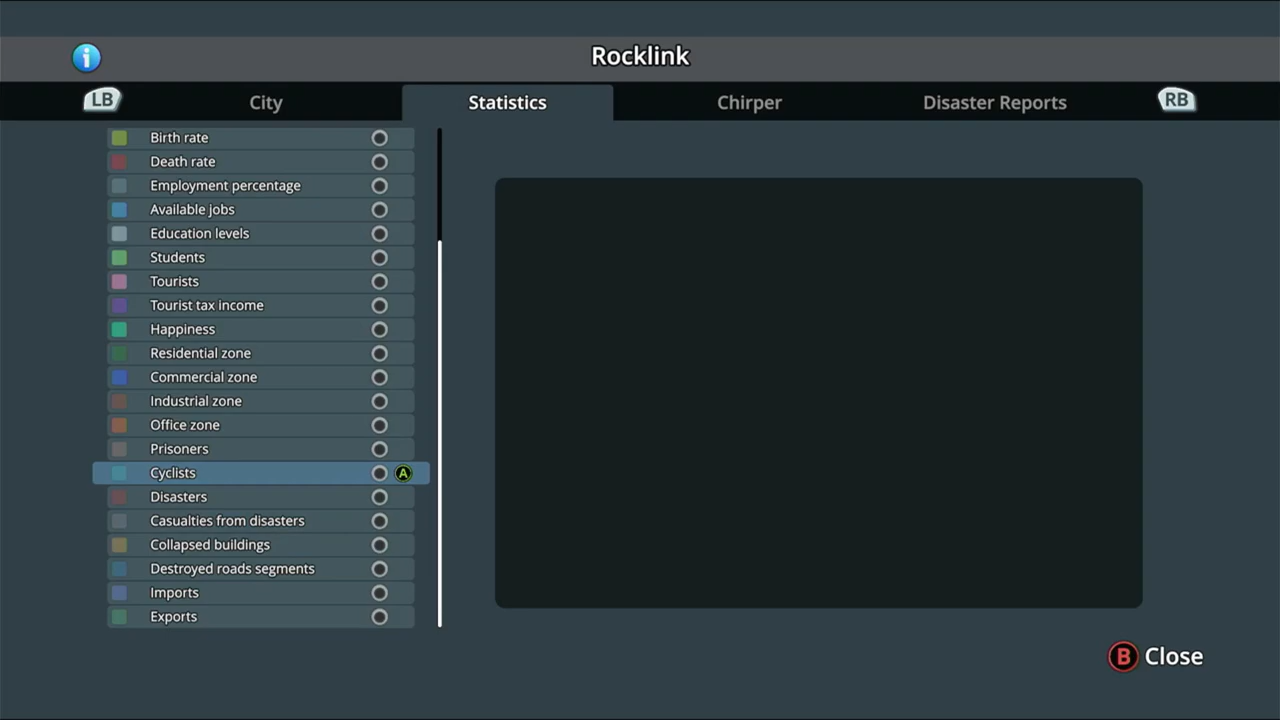 i
Rocklink
LB
City
Statistics
Chirper
Disaster Reports
RB
Birth rate
Death rate
Employment percentage
Available jobs
Education levels
Students
Tourists
Tourist tax income
Happiness
Residential zone
Commercial zone
Industrial zone
Office zone
Prisoners
Cyclists A
Disasters
Casualties from disasters
Collapsed buildings
Destroyed roads segments
Imports
Exports
B Close